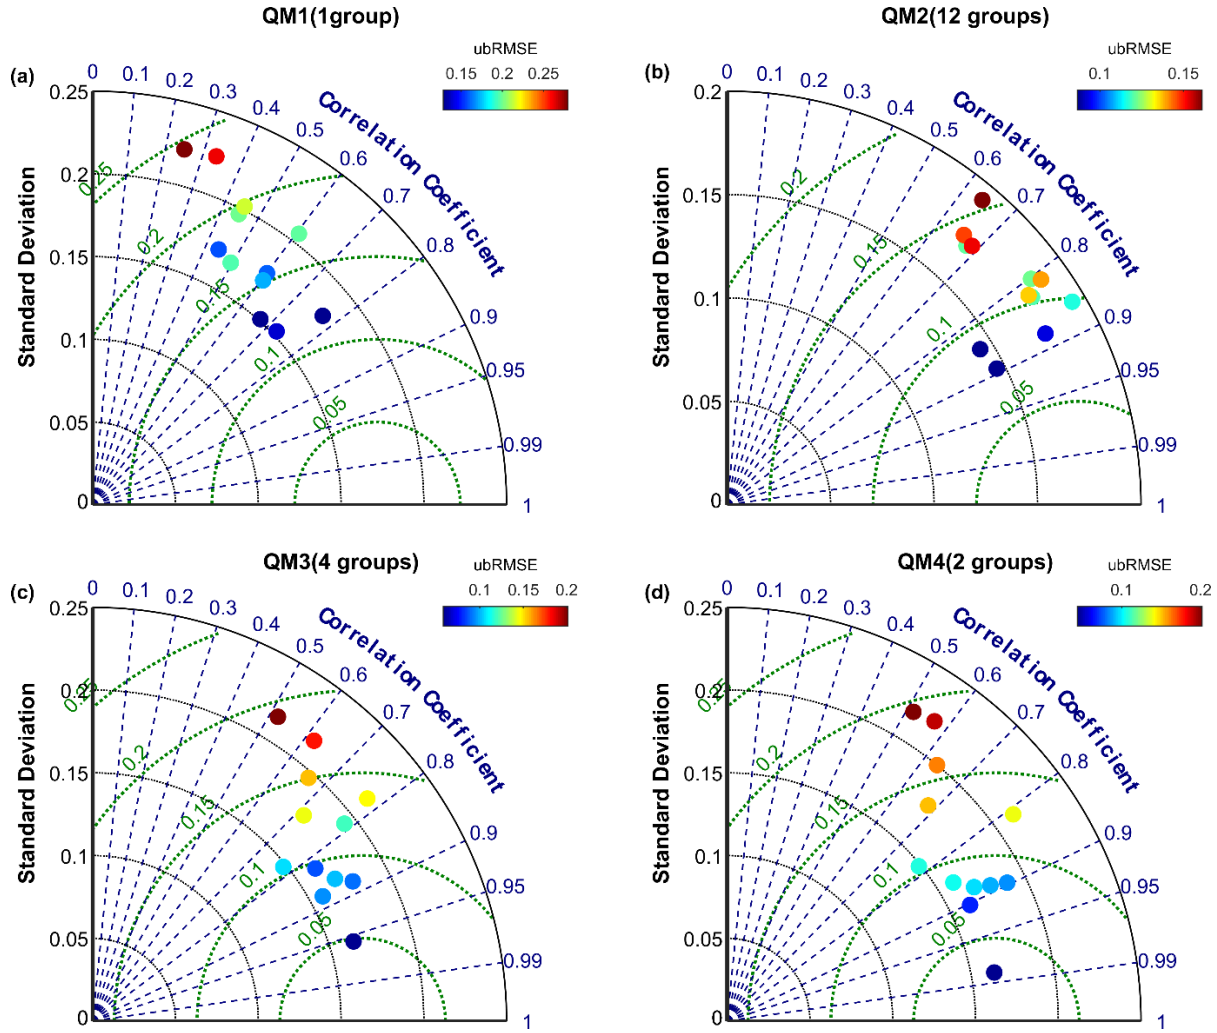 QM1(1group)
ubRMSE
0.15 0.2 0.25
(a)
0 0.1 0.2 0.3 0.4 0.5 0.6 0.7 0.8 0.9 0.95 0.99 1
Correlation Coefficient
Standard Deviation
0.25
0.2
0.15
0.1
0.05
0
0.25 0.2 0.15 0.1 0.05
QM2(12 groups)
ubRMSE
0.1 0.15
(b)
0 0.1 0.2 0.3 0.4 0.5 0.6 0.7 0.8 0.9 0.95 0.99 1
Correlation Coefficient
Standard Deviation
0.2
0.15
0.1
0.05
0
0.2 0.15 0.1 0.05
QM3(4 groups)
ubRMSE
0.1 0.15 0.2
(c)
0 0.1 0.2 0.3 0.4 0.5 0.6 0.7 0.8 0.9 0.95 0.99 1
Correlation Coefficient
Standard Deviation
0.25
0.2
0.15
0.1
0.05
0
0.25 0.2 0.15 0.1 0.05
QM4(2 groups)
ubRMSE
0.1 0.2
(d)
0 0.1 0.2 0.3 0.4 0.5 0.6 0.7 0.8 0.9 0.95 0.99 1
Correlation Coefficient
Standard Deviation
0.25
0.2
0.15
0.1
0.05
0
0.25 0.2 0.15 0.1 0.05